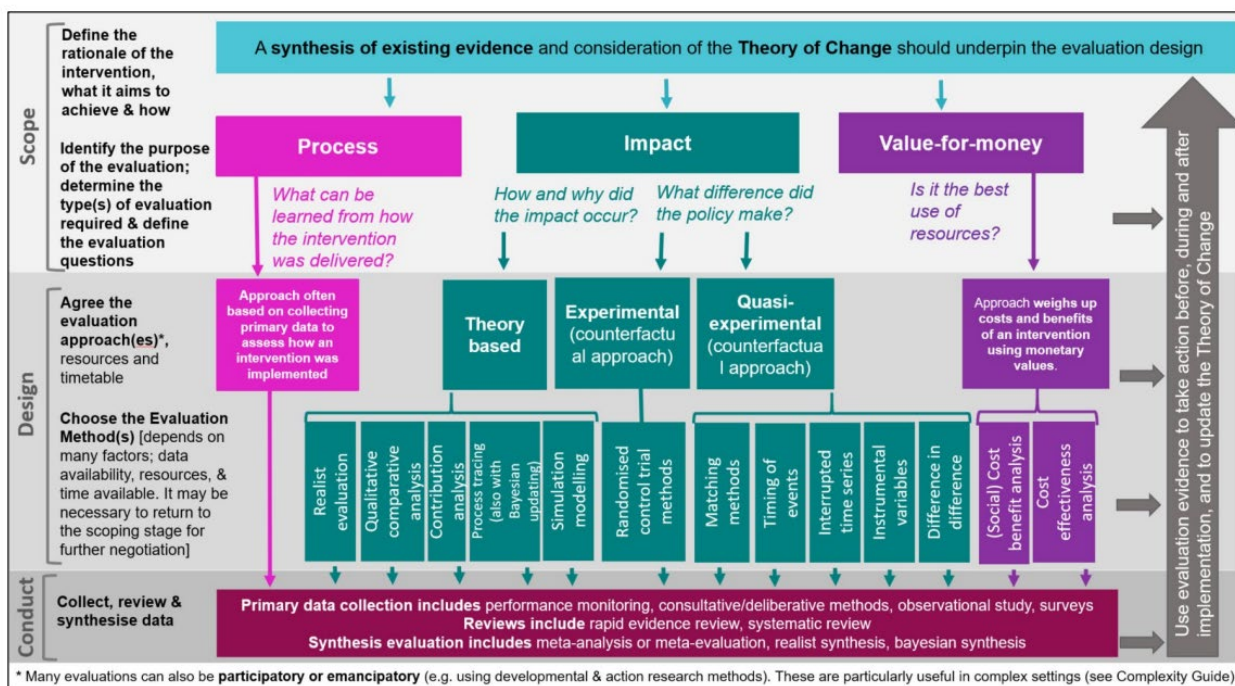 Scope
Define the
rationale of the
intervention,
what it aims to
achieve & how
Identify the purpose
of the evaluation;
determine the
type(s) of evaluation
required & define
the evaluation
questions
A synthesis of existing evidence and consideration of the Theory of Change should underpin the evaluation design
Process
Impact
Value-for-money
What can be
learned from how
the intervention
was delivered?
How and why did
the impact occur?
What difference did
the policy make?
Is it the best
use of
resources?
Design
Agree the
evaluation
approach(es)*,
resources and
timetable
Choose the Evaluation
Method(s) [depends on
many factors; data
availability, resources, &
time available. It may be
necessary to return to
the scoping stage for
further negotiation]
Approach often
based on collecting
primary data to
assess how an
intervention was
implemented
Theory
based
Experimental
(counterfactu
al approach)
Quasi-
experimental
(counterfactua
l approach)
Approach weighs up
costs and benefits
of an intervention
using monetary
values.
Realist
evaluation
Qualitative
comparative
analysis
Contribution
analysis
Process tracing
(also with
Bayesian
updating)
Simulation
modelling
Randomised
control trial
methods
Matching
methods
Timing of
events
Interrupted
time series
Instrumental
variables
Difference in
difference
(Social) Cost
benefit analysis
Cost
effectiveness
analysis
Conduct
Collect, review &
synthesise data
Primary data collection includes performance monitoring, consultative/deliberative methods, observational study, surveys
Reviews include rapid evidence review, systematic review
Synthesis evaluation includes meta-analysis or meta-evaluation, realist synthesis, bayesian synthesis
Use evaluation evidence to take action before, during and after
implementation, and to update the Theory of Change
* Many evaluations can also be participatory or emancipatory (e.g. using developmental & action research methods). These are particularly useful in complex settings (see Complexity Guide)